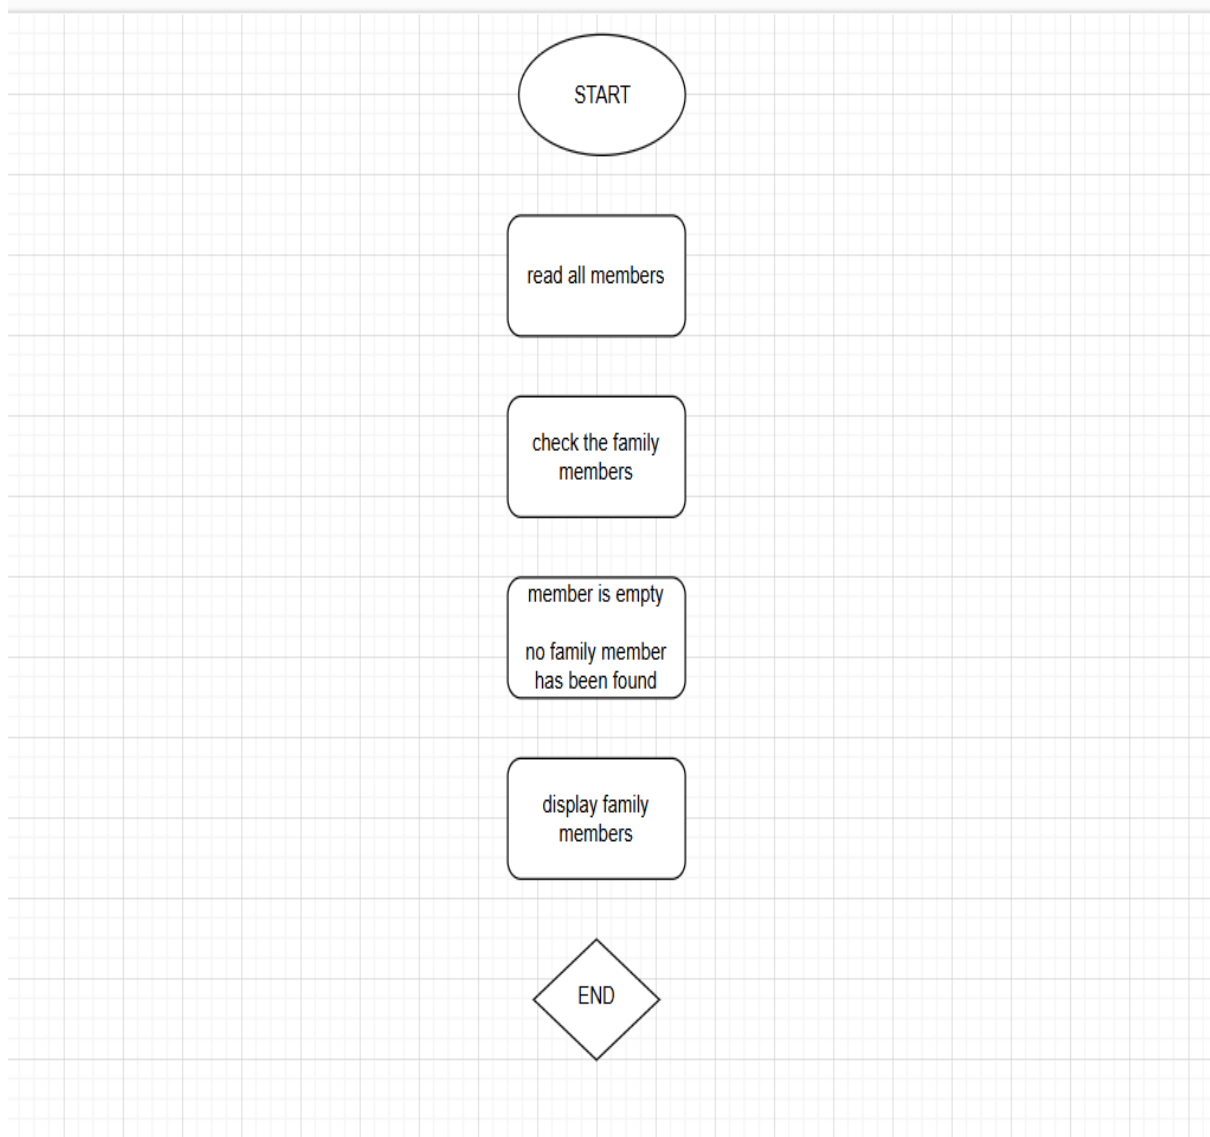 START
read all members
check the family
members
member is empty
no family member
has been found
display family
members
END